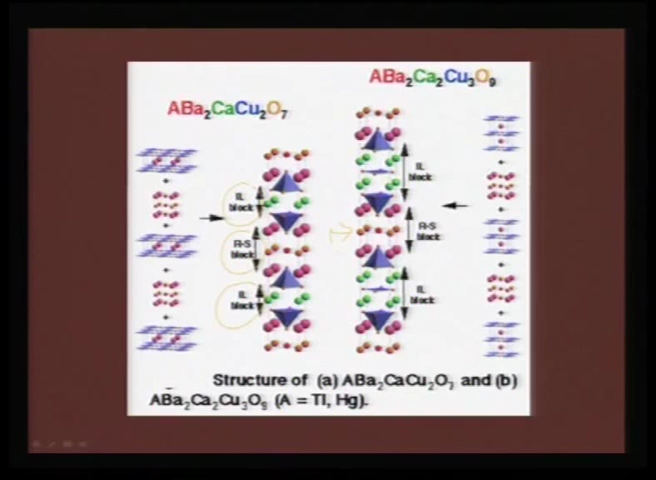 ABa₂Ca₂Cu₃O₉
ABa₂CaCu₂O₇
IL
block
R-S
block
IL
block
IL
block
R-S
block
IL
block
Structure of (a) ABa₂CaCu₂O₇ and (b)
ABa₂Ca₂Cu₃O₉ (A = Tl, Hg).